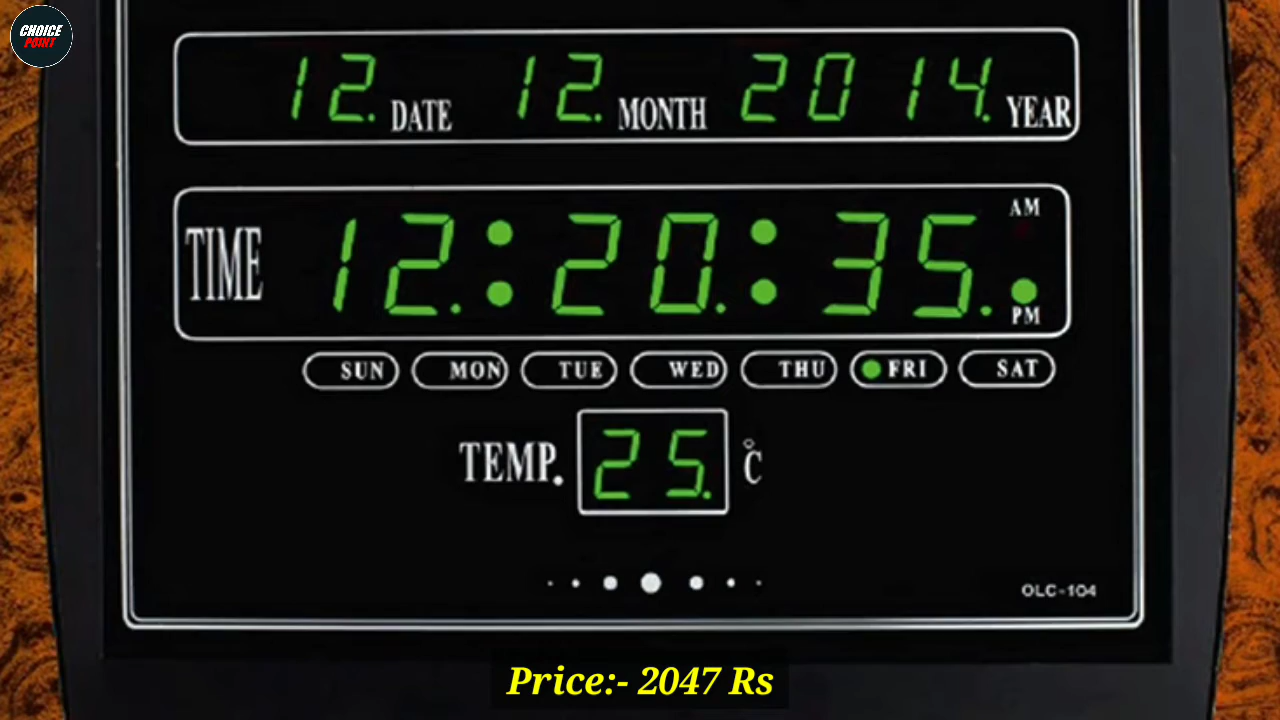 CHOICE
POINT
12. DATE 12. MONTH 2014. YEAR
AM
TIME 12.:20.:35.
PM
SUN MON TUE WED THU FRI SAT
TEMP. 25. °C
OLC-104
Price:- 2047 Rs